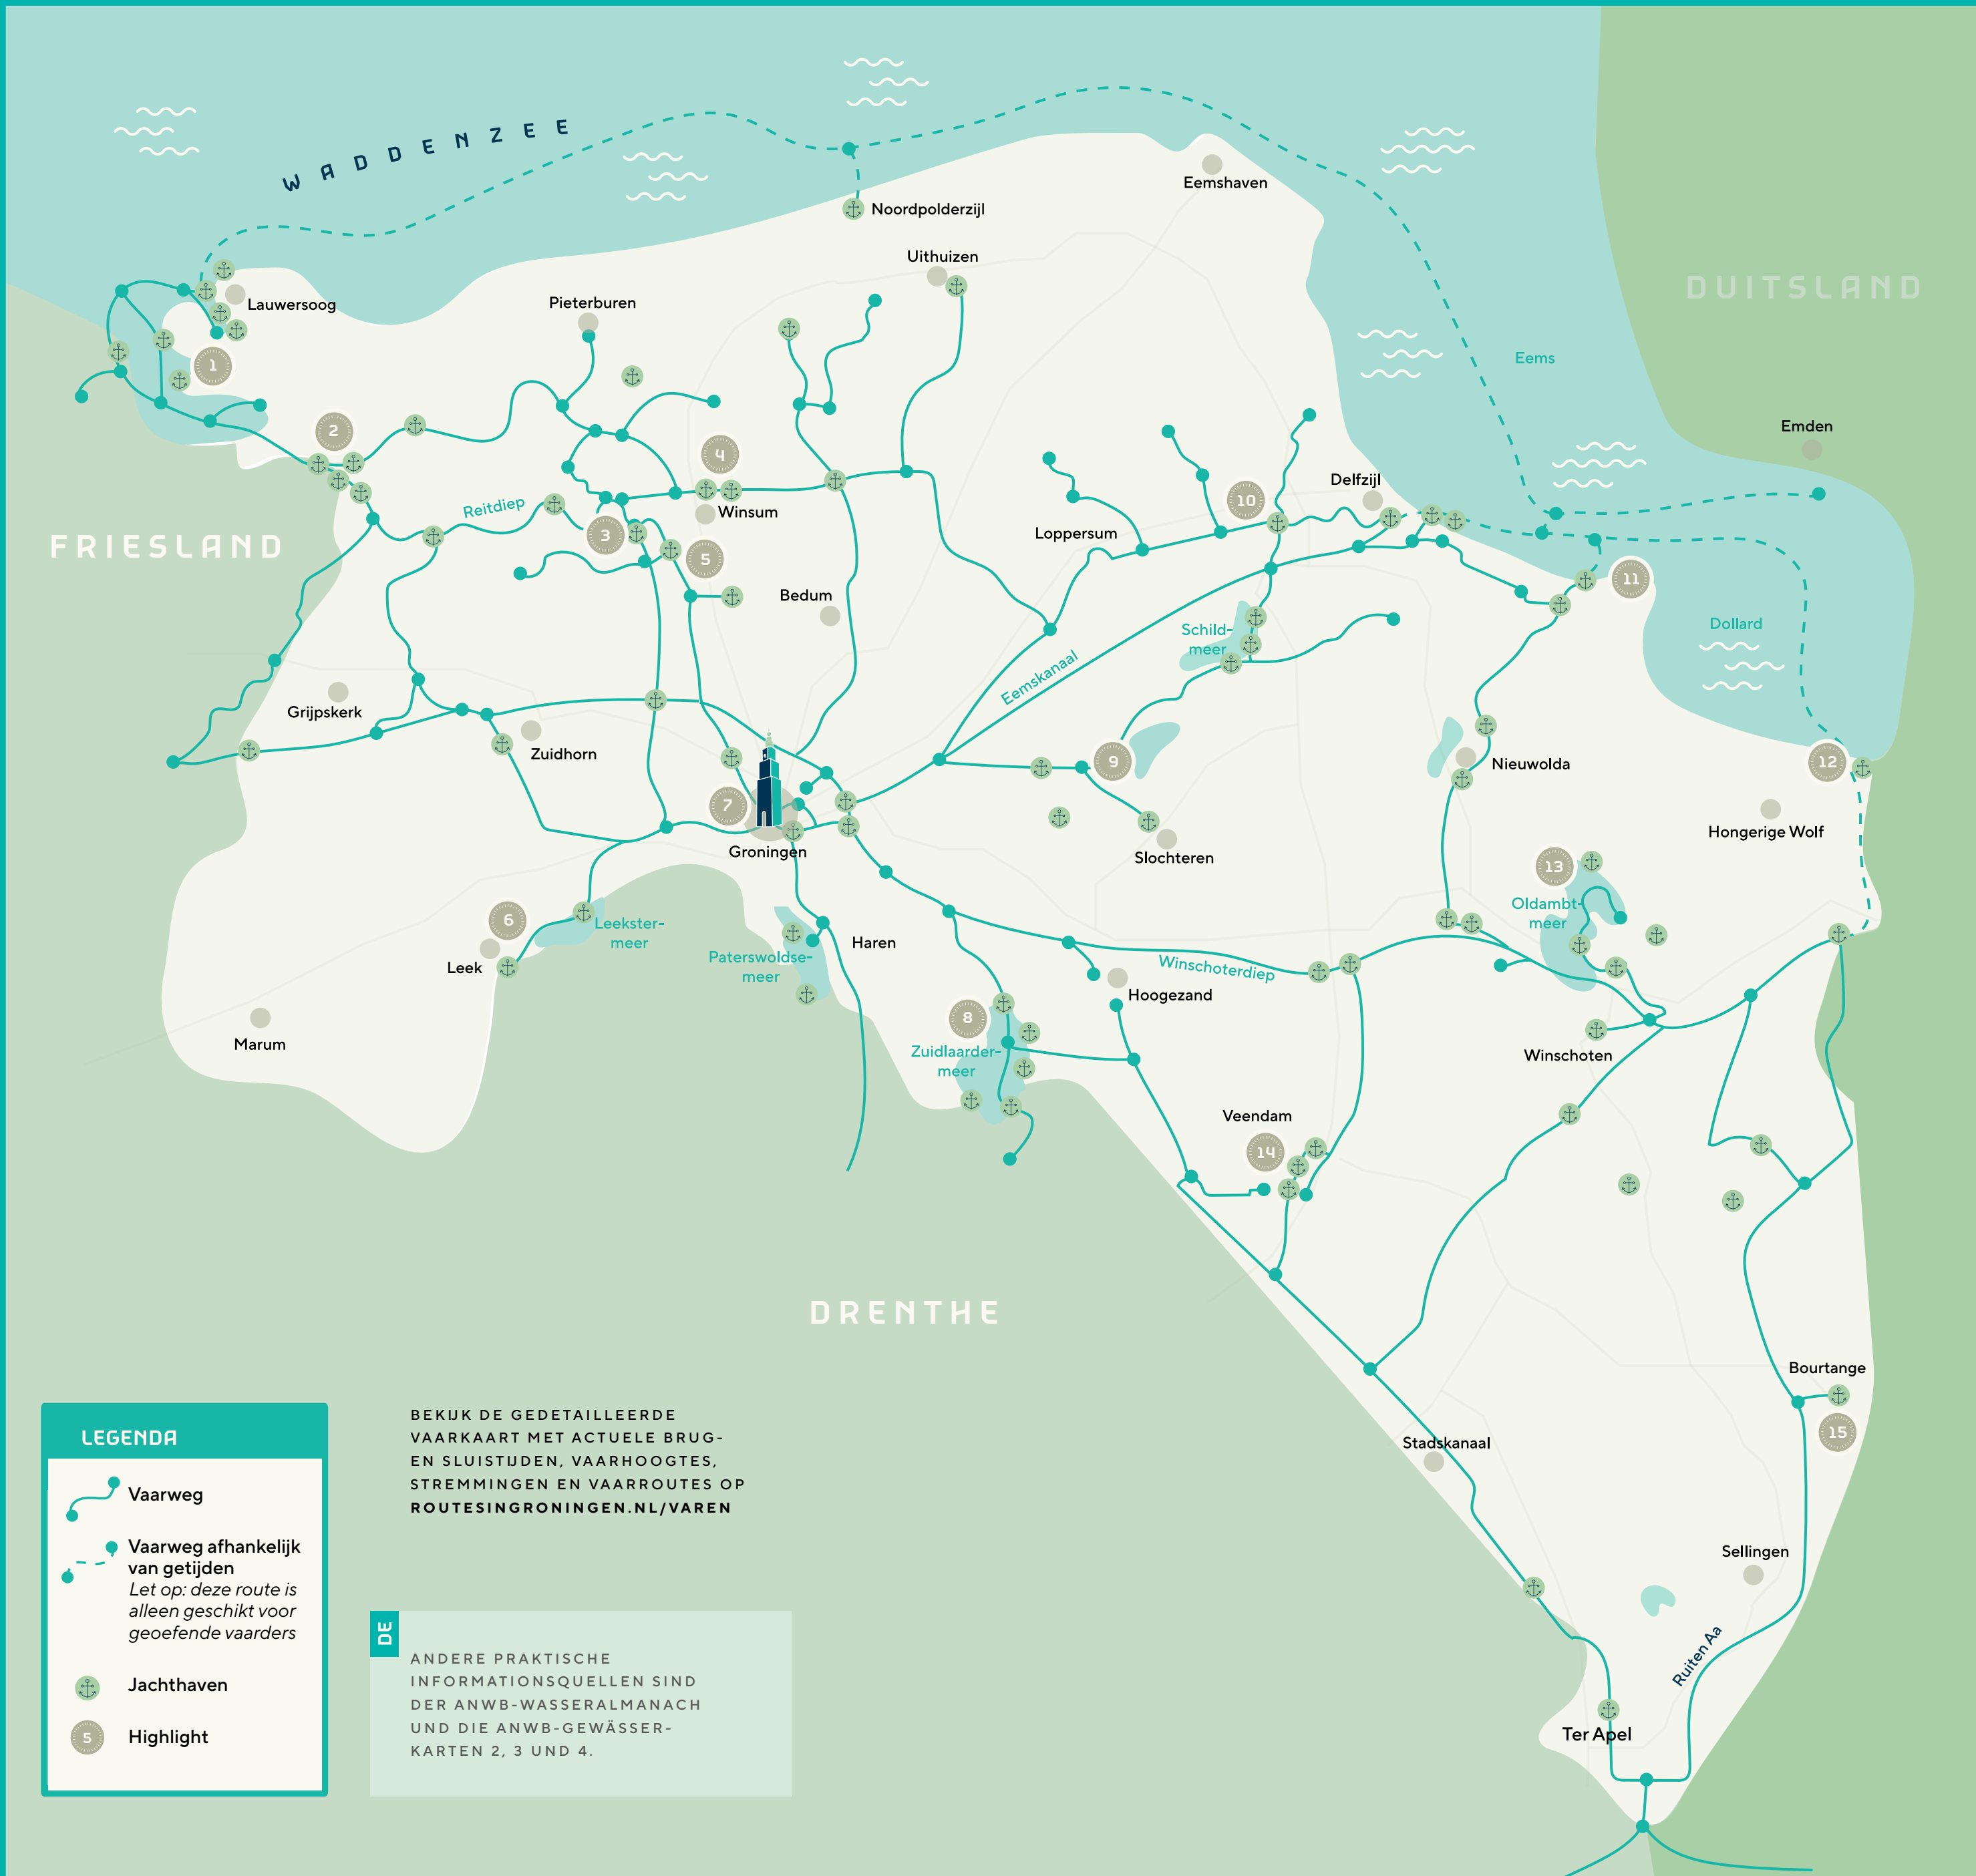 WADDENZEE
Eemshaven
Noordpolderzijl
Uithuizen
DUITSLAND
Lauwersoog
Pieterburen
Eems
1
Emden
2
4
Delfzijl
10
Reitdiep
Winsum
Loppersum
3
FRIESLAND
5
11
Bedum
Schild-
meer
Dollard
Eemskanaal
Grijpskerk
Zuidhorn
9
Nieuwolda
12
7
Hongerige Wolf
Groningen
Slochteren
13
6
Leekster-
meer
Oldambt-
meer
Haren
Leek
Paterswoldse-
meer
Winschoterdiep
Hoogezand
8
Marum
Zuidlaarder-
meer
Winschoten
Veendam
14
DRENTHE
Bourtange
15
Stadskanaal
Sellingen
Ruiten Aa
Ter Apel
LEGENDA
Vaarweg
Vaarweg afhankelijk
van getijden
Let op: deze route is
alleen geschikt voor
geoefende vaarders
Jachthaven
5
Highlight
BEKIJK DE GEDETAILLEERDE
VAARKAART MET ACTUELE BRUG-
EN SLUISTIJDEN, VAARHOOGTES,
STREMMINGEN EN VAARROUTES OP
ROUTESINGRONINGEN.NL/VAREN
DE
ANDERE PRAKTISCHE
INFORMATIONSQUELLEN SIND
DER ANWB-WASSERALMANACH
UND DIE ANWB-GEWÄSSER-
KARTEN 2, 3 UND 4.